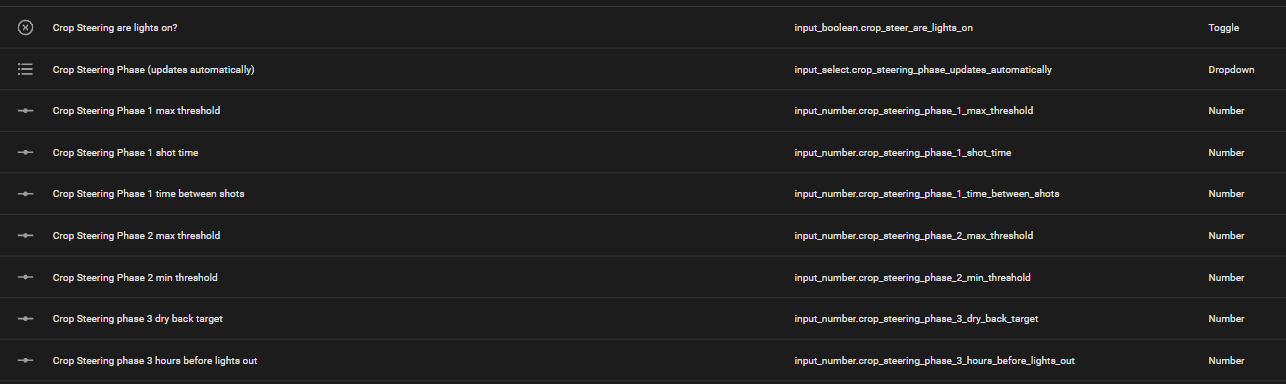 Crop Steering are lights on? input_boolean.crop_steer_are_lights_on Toggle
Crop Steering Phase (updates automatically) input_select.crop_steering_phase_updates_automatically Dropdown
Crop Steering Phase 1 max threshold input_number.crop_steering_phase_1_max_threshold Number
Crop Steering Phase 1 shot time input_number.crop_steering_phase_1_shot_time Number
Crop Steering Phase 1 time between shots input_number.crop_steering_phase_1_time_between_shots Number
Crop Steering Phase 2 max threshold input_number.crop_steering_phase_2_max_threshold Number
Crop Steering Phase 2 min threshold input_number.crop_steering_phase_2_min_threshold Number
Crop Steering phase 3 dry back target input_number.crop_steering_phase_3_dry_back_target Number
Crop Steering phase 3 hours before lights out input_number.crop_steering_phase_3_hours_before_lights_out Number